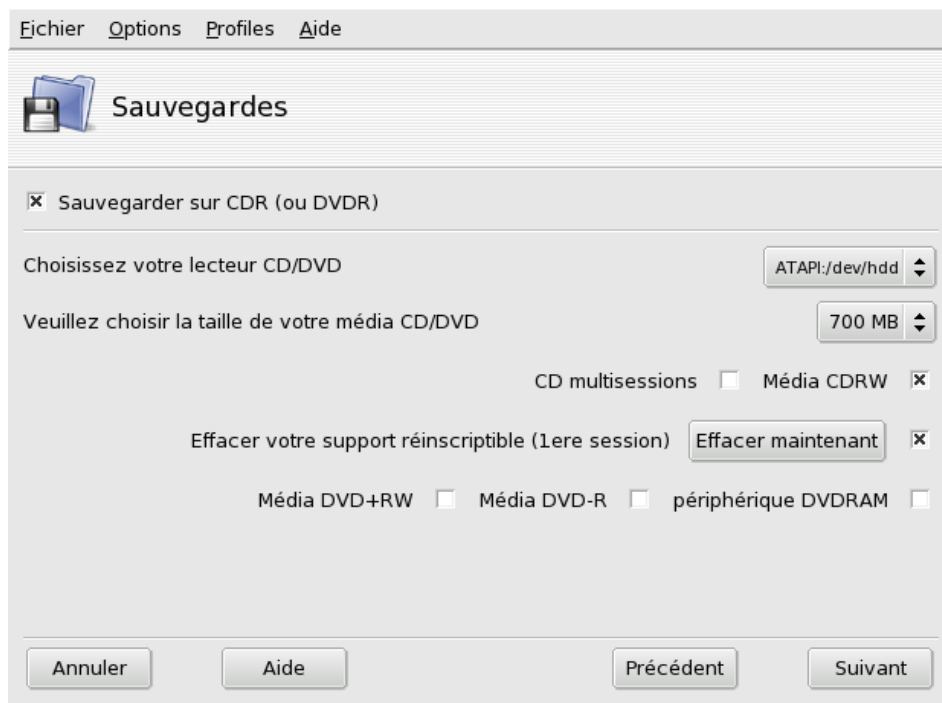 Fichier Options Profiles Aide
Sauvegardes
Sauvegarder sur CDR (ou DVDR)
Choisissez votre lecteur CD/DVD ATAPI:/dev/hdd
Veuillez choisir la taille de votre média CD/DVD 700 MB
CD multisessions Média CDRW
Effacer votre support réinscriptible (1ere session) Effacer maintenant
Média DVD+RW Média DVD-R périphérique DVDRAM
Annuler Aide Précédent Suivant